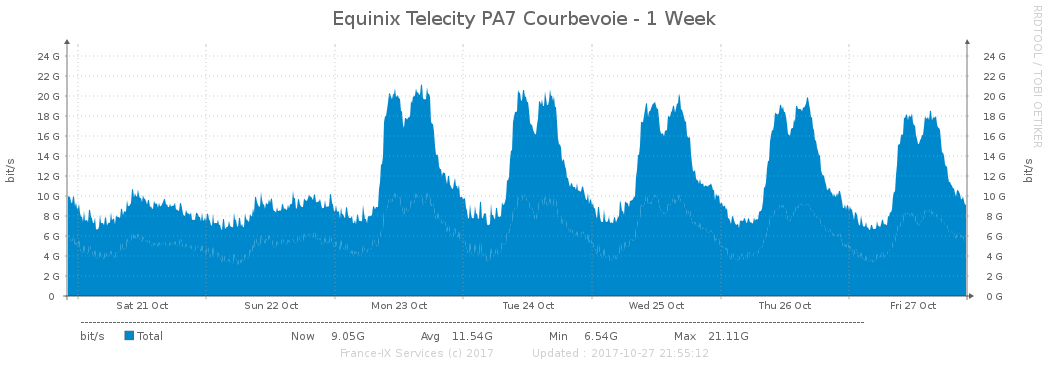 Equinix Telecity PA7 Courbevoie - 1 Week
RRDTOOL / TOBI OETIKER
24 G 24 G
22 G 22 G
20 G 20 G
18 G 18 G
16 G 16 G
14 G 14 G
12 G 12 G
10 G 10 G
8 G 8 G
6 G 6 G
4 G 4 G
2 G 2 G
0 0 G
bit/s
bit/s
Sat 21 Oct Sun 22 Oct Mon 23 Oct Tue 24 Oct Wed 25 Oct Thu 26 Oct Fri 27 Oct
bit/s Total Now 9.05G Avg 11.54G Min 6.54G Max 21.11G
France-IX Services (c) 2017 Updated : 2017-10-27 21:55:12